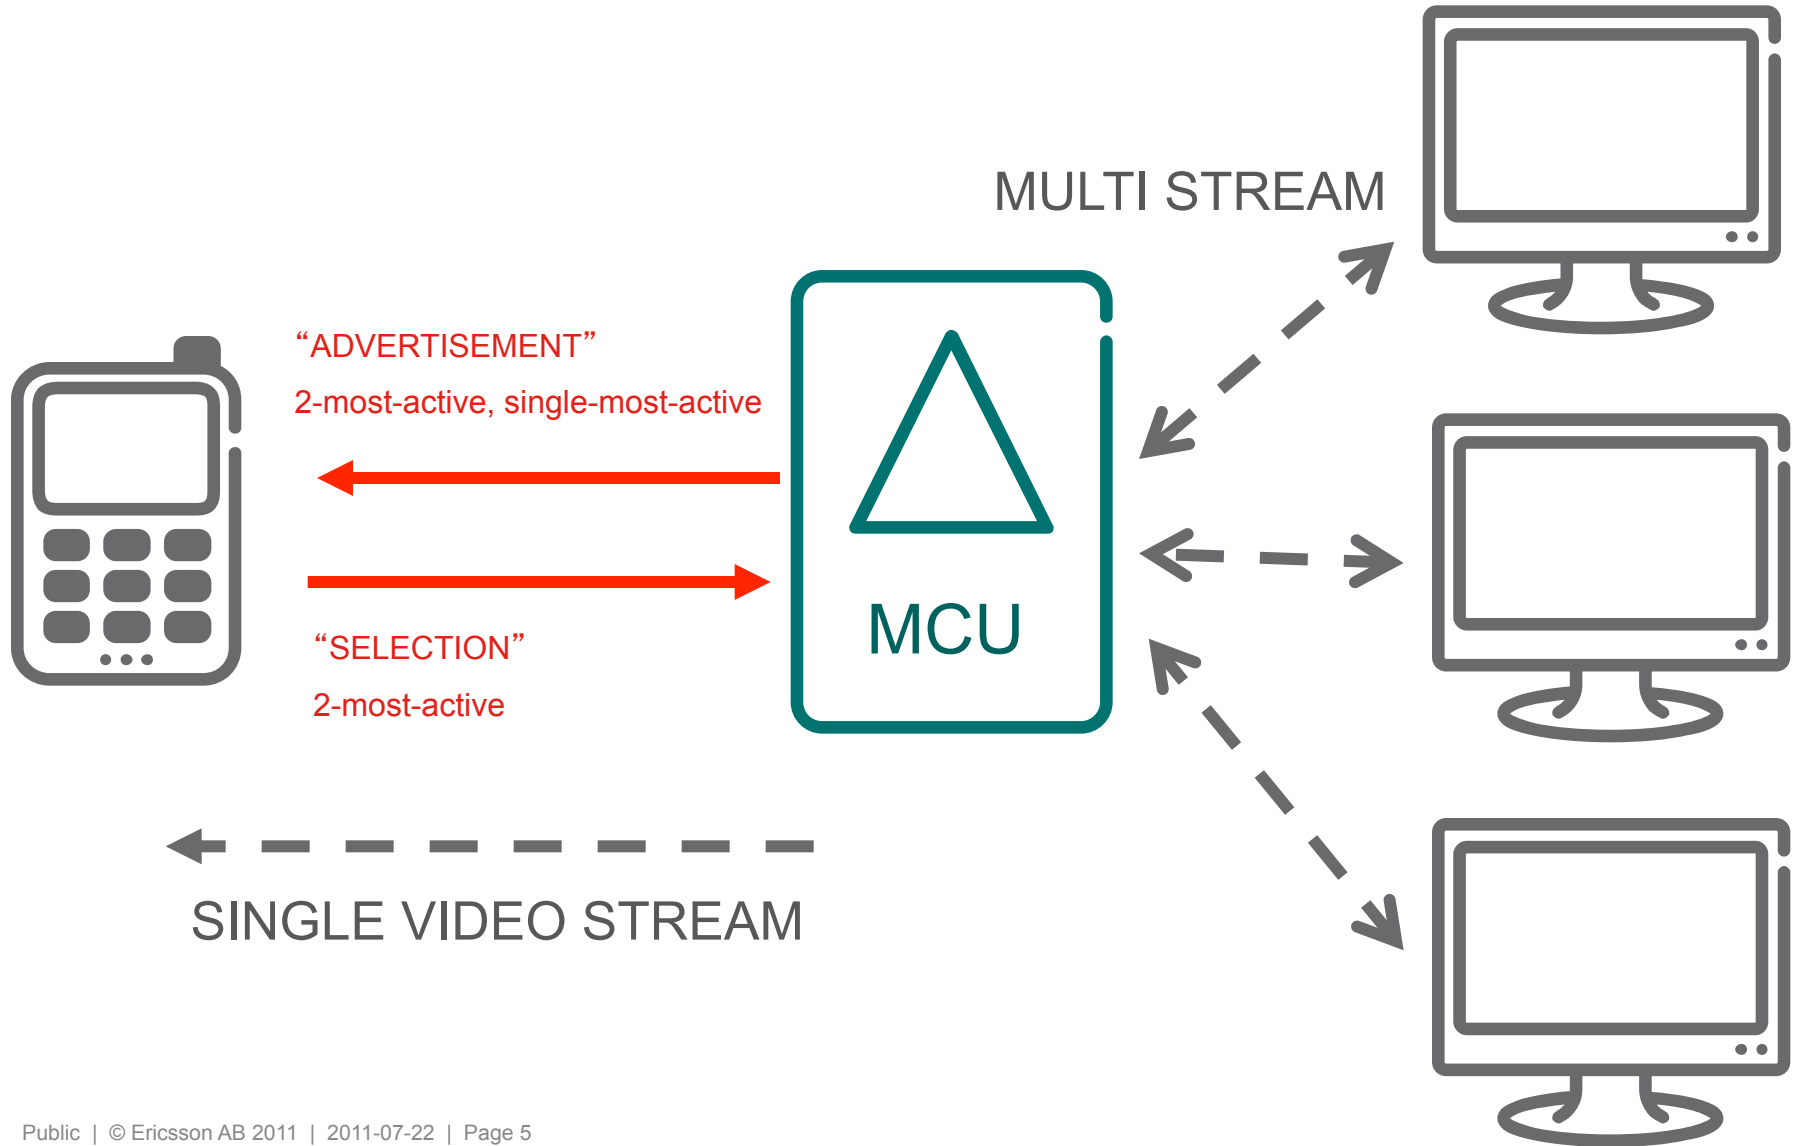 MULTI STREAM
“ADVERTISEMENT”
2-most-active, single-most-active
MCU
“SELECTION”
2-most-active
SINGLE VIDEO STREAM
Public | © Ericsson AB 2011 | 2011-07-22 | Page 5